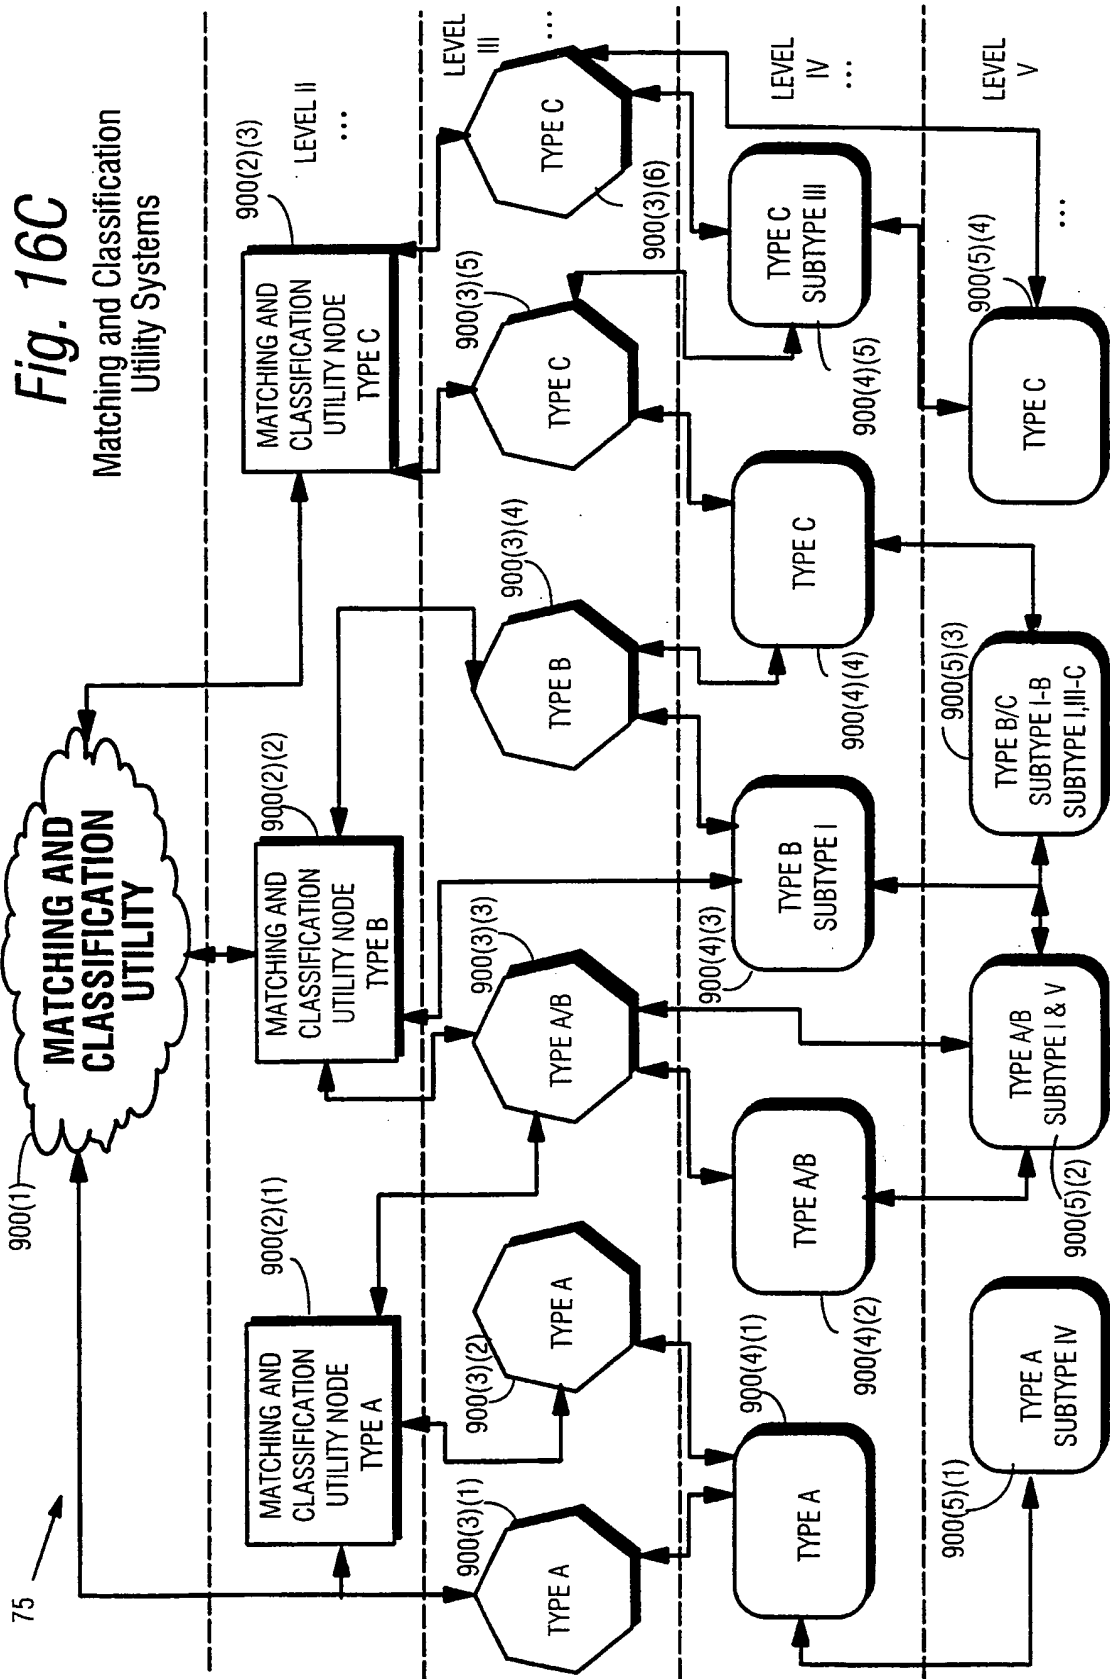 Fig. 16C
Matching and Classification
Utility Systems
75
900(1)
MATCHING AND
CLASSIFICATION
UTILITY
LEVEL II
...
900(2)(1)
MATCHING AND
CLASSIFICATION
UTILITY NODE
TYPE A
900(2)(2)
MATCHING AND
CLASSIFICATION
UTILITY NODE
TYPE B
900(2)(3)
MATCHING AND
CLASSIFICATION
UTILITY NODE
TYPE C
LEVEL
III
...
900(3)(1)
TYPE A
900(3)(2)
TYPE A
900(3)(3)
TYPE A/B
900(3)(4)
TYPE B
900(3)(5)
TYPE C
900(3)(6)
TYPE C
LEVEL
IV
...
900(4)(1)
TYPE A
900(4)(2)
TYPE A/B
900(4)(3)
TYPE B
SUBTYPE I
900(4)(4)
TYPE C
900(4)(5)
TYPE C
SUBTYPE III
LEVEL
V
...
900(5)(1)
TYPE A
SUBTYPE IV
900(5)(2)
TYPE A/B
SUBTYPE I & V
900(5)(3)
TYPE B/C
SUBTYPE I-B
SUBTYPE I,III-C
900(5)(4)
TYPE C